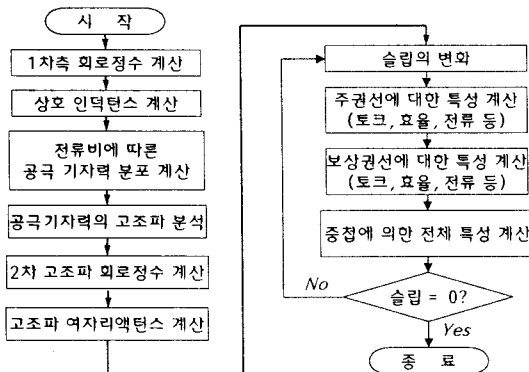 시 작
1차측 회로정수 계산
상호 인덕턴스 계산
전류비에 따른
공극 기자력 분포 계산
공극기자력의 고조파 분석
2차 고조파 회로정수 계산
고조파 여자리액턴스 계산
슬립의 변화
주권선에 대한 특성 계산
(토크, 효율, 전류 등)
보상권선에 대한 특성 계산
(토크, 효율, 전류 등)
중첩에 의한 전체 특성 계산
No
슬립 = 0?
Yes
종 료